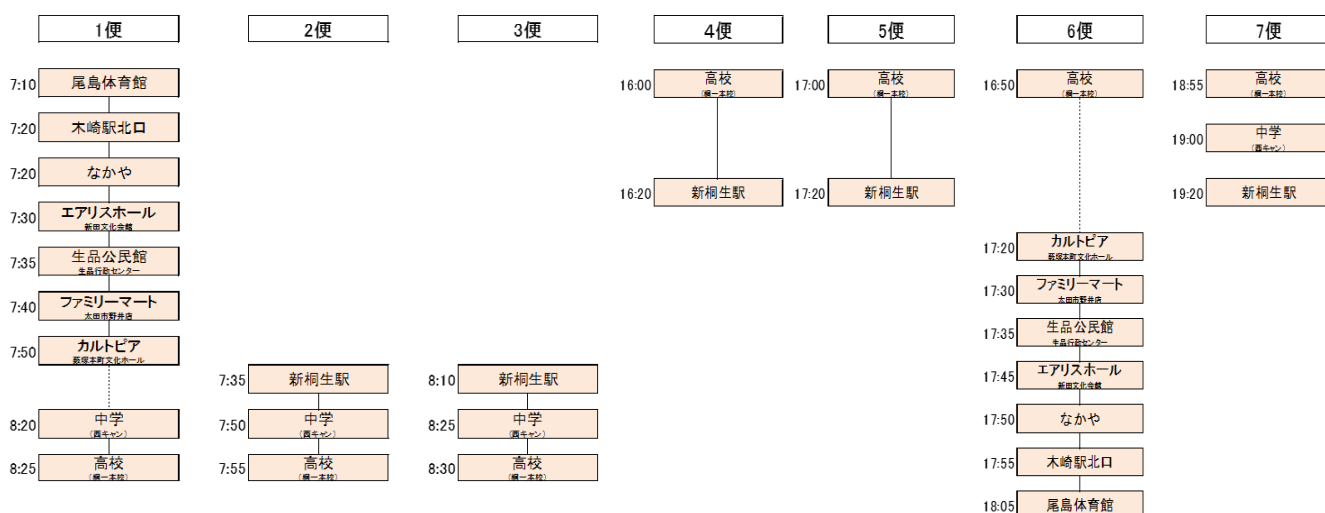 1便
7:10 尾島体育館
7:20 木崎駅北口
7:20 なかや
7:30 エアリスホール
新田文化会館
7:35 生品公民館
生品行政センター
7:40 ファミリーマート
太田市野井店
7:50 カルトピア
藪塚本町文化ホール
8:20 中学
(西キャン)
8:25 高校
(桐一本校)
2便
7:35 新桐生駅
7:50 中学
(西キャン)
7:55 高校
(桐一本校)
3便
8:10 新桐生駅
8:25 中学
(西キャン)
8:30 高校
(桐一本校)
4便
16:00 高校
(桐一本校)
16:20 新桐生駅
5便
17:00 高校
(桐一本校)
17:20 新桐生駅
6便
16:50 高校
(桐一本校)
17:20 カルトピア
藪塚本町文化ホール
17:30 ファミリーマート
太田市野井店
17:35 生品公民館
生品行政センター
17:45 エアリスホール
新田文化会館
17:50 なかや
17:55 木崎駅北口
18:05 尾島体育館
7便
18:55 高校
(桐一本校)
19:00 中学
(西キャン)
19:20 新桐生駅